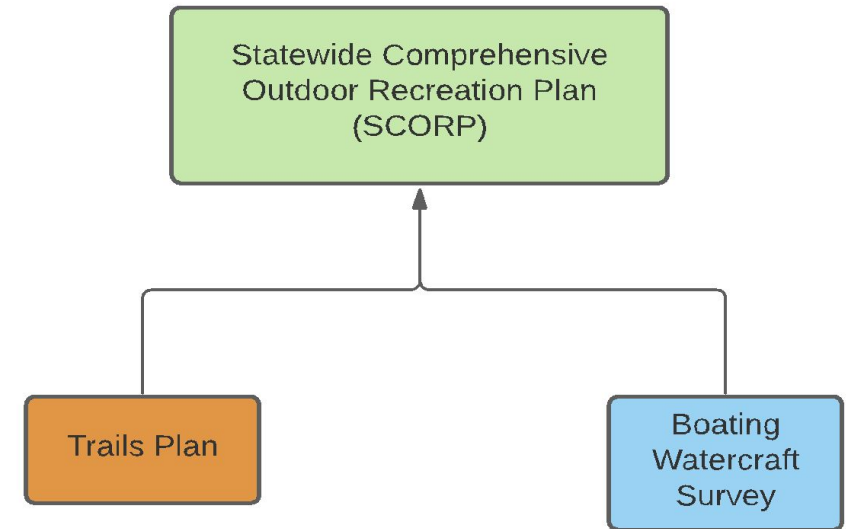 Statewide Comprehensive
Outdoor Recreation Plan
(SCORP)
Trails Plan
Boating
Watercraft
Survey